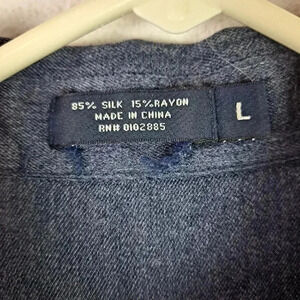 85% SILK 15% RAYON
MADE IN CHINA
RN# 0102885
L